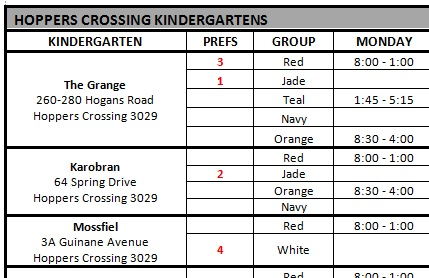 HOPPERS CROSSING KINDERGARTENS
KINDERGARTEN PREFS GROUP MONDAY
The Grange
260-280 Hogans Road
Hoppers Crossing 3029
3 Red 8:00 - 1:00
1 Jade
Teal 1:45 - 5:15
Navy
Orange 8:30 - 4:00
Karobran
64 Spring Drive
Hoppers Crossing 3029
Red 8:00 - 1:00
2 Jade
Orange 8:30 - 4:00
Navy
Mossfiel
3A Guinane Avenue
Hoppers Crossing 3029
Red 8:00 - 1:00
4 White
Red 8:00 - 1:00